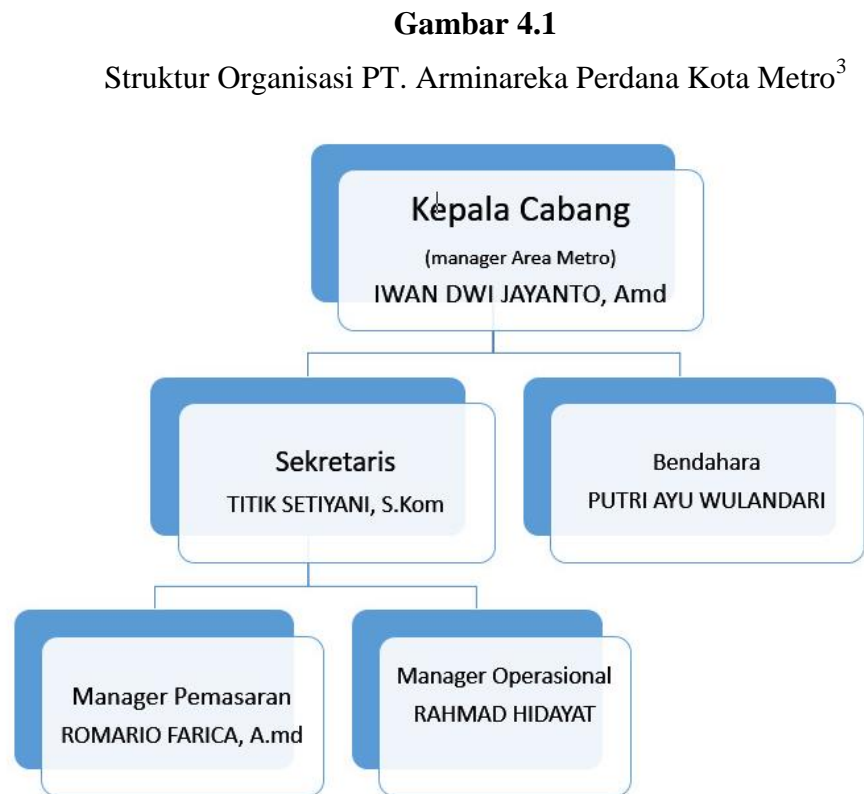 Gambar 4.1
Struktur Organisasi PT. Arminareka Perdana Kota Metro³
Kepala Cabang
(manager Area Metro)
IWAN DWI JAYANTO, Amd
Sekretaris
TITIK SETIYANI, S.Kom
Bendahara
PUTRI AYU WULANDARI
Manager Pemasaran
ROMARIO FARICA, A.md
Manager Operasional
RAHMAD HIDAYAT